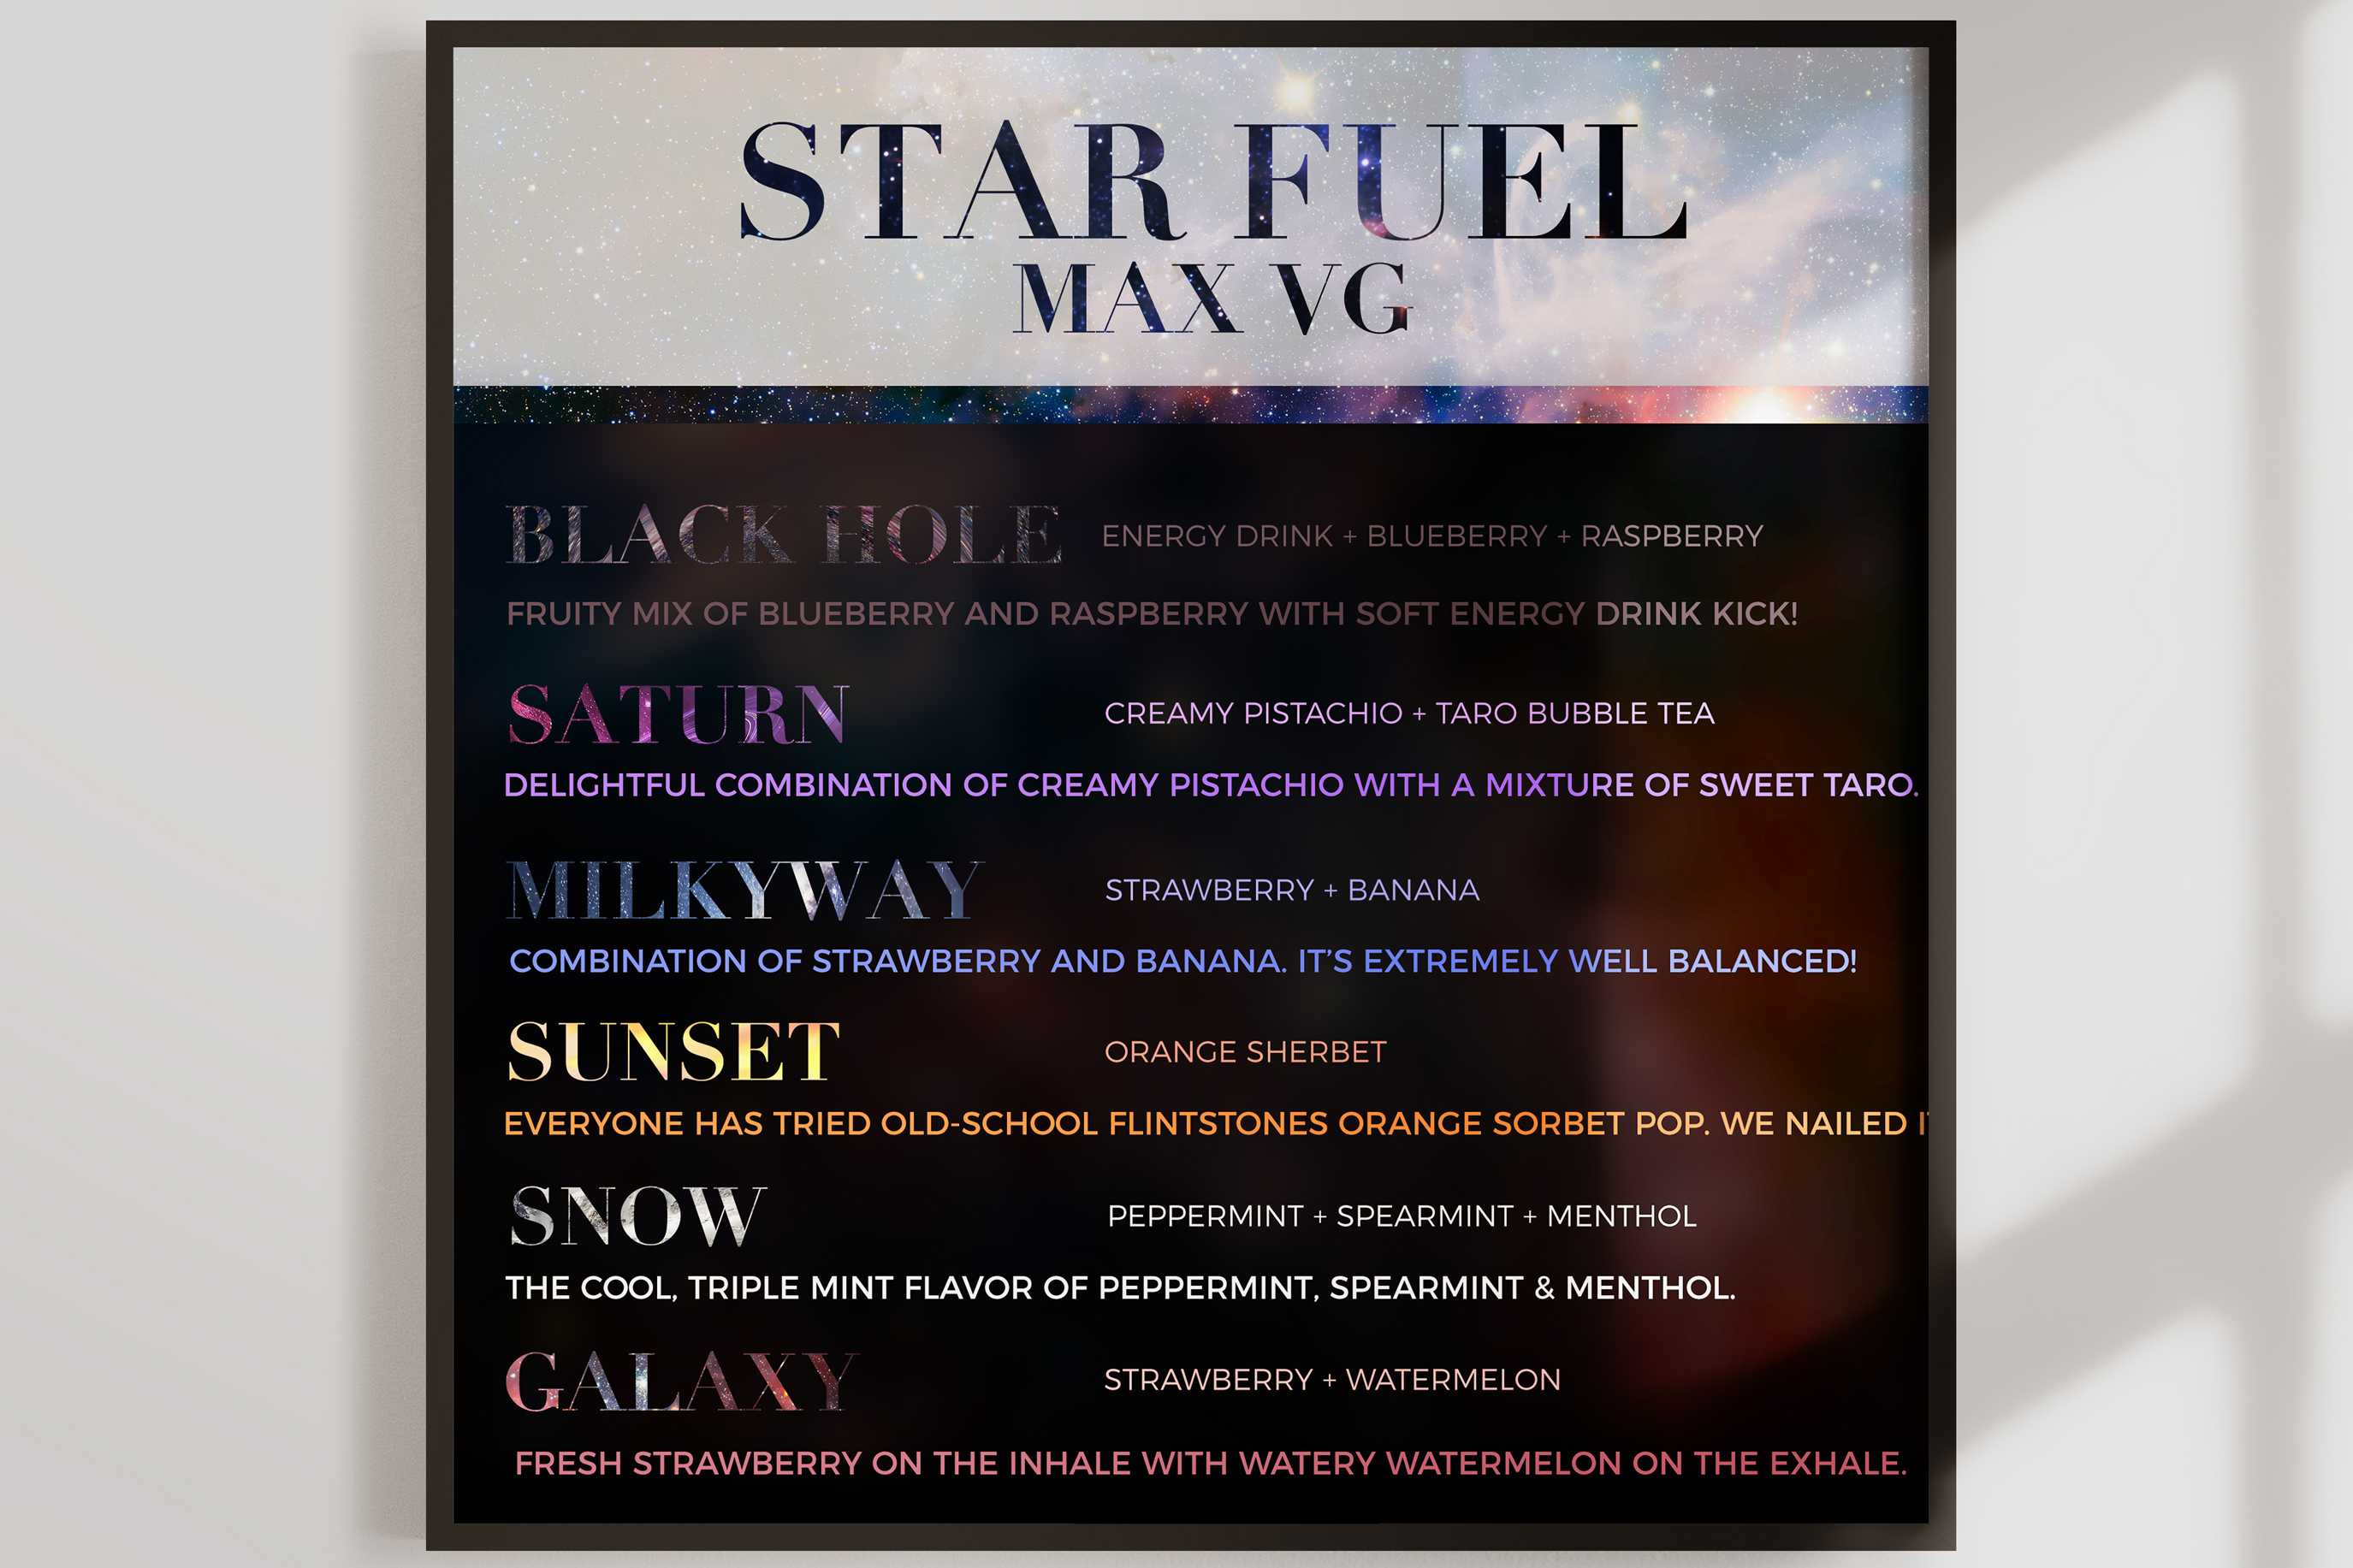 STAR FUEL
MAX VG
BLACK HOLE ENERGY DRINK + BLUEBERRY + RASPBERRY
FRUITY MIX OF BLUEBERRY AND RASPBERRY WITH SOFT ENERGY DRINK KICK!
SATURN CREAMY PISTACHIO + TARO BUBBLE TEA
DELIGHTFUL COMBINATION OF CREAMY PISTACHIO WITH A MIXTURE OF SWEET TARO.
MILKYWAY STRAWBERRY + BANANA
COMBINATION OF STRAWBERRY AND BANANA. IT'S EXTREMELY WELL BALANCED!
SUNSET ORANGE SHERBET
EVERYONE HAS TRIED OLD-SCHOOL FLINTSTONES ORANGE SORBET POP. WE NAILED
SNOW PEPPERMINT + SPEARMINT + MENTHOL
THE COOL, TRIPLE MINT FLAVOR OF PEPPERMINT, SPEARMINT & MENTHOL.
GALAXY STRAWBERRY + WATERMELON
FRESH STRAWBERRY ON THE INHALE WITH WATERY WATERMELON ON THE EXHALE.